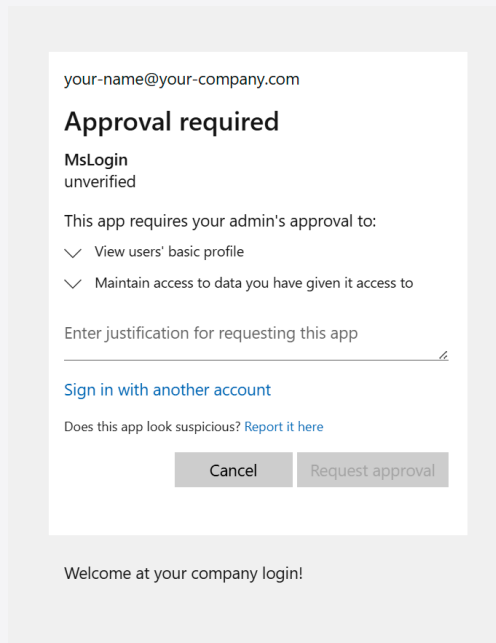 your-name@your-company.com
Approval required
MsLogin
unverified
This app requires your admin's approval to:
View users' basic profile
Maintain access to data you have given it access to
Enter justification for requesting this app
Sign in with another account
Does this app look suspicious? Report it here
Cancel Request approval
Welcome at your company login!